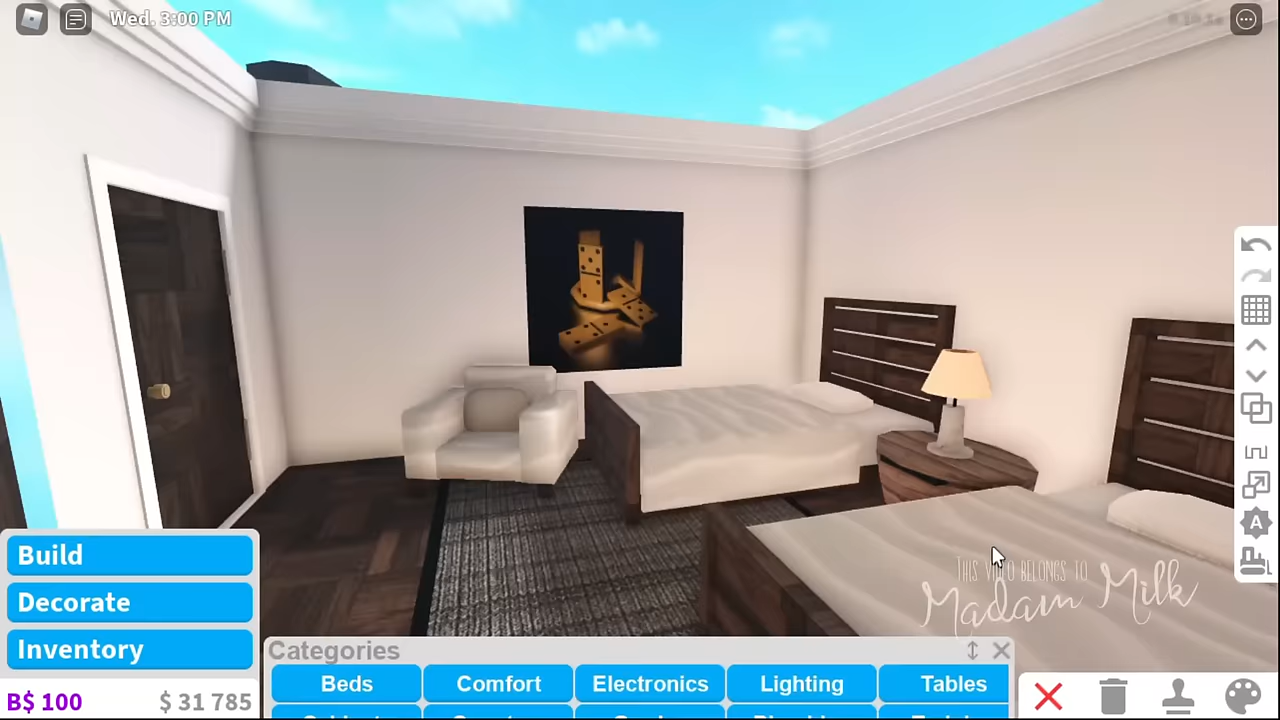 Wed. 3:00 PM
Build
Decorate
Inventory
B$ 100
$ 31 785
Categories
Beds
Comfort
Electronics
Lighting
Tables
A
THIS VIDEO BELONGS TO
Madam Milk